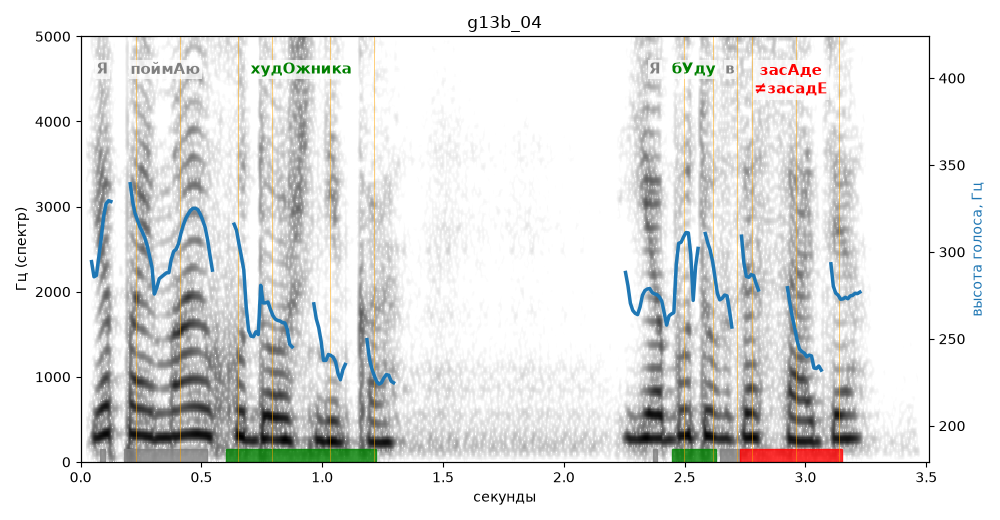 g13b_04
5000
4000
3000
2000
1000
0
Гц (спектр)
Я поймАю худОжника Я бУду в засАде
≠засадЕ
400
350
300
250
200
высота голоса, Гц
0.0 0.5 1.0 1.5 2.0 2.5 3.0 3.5
секунды